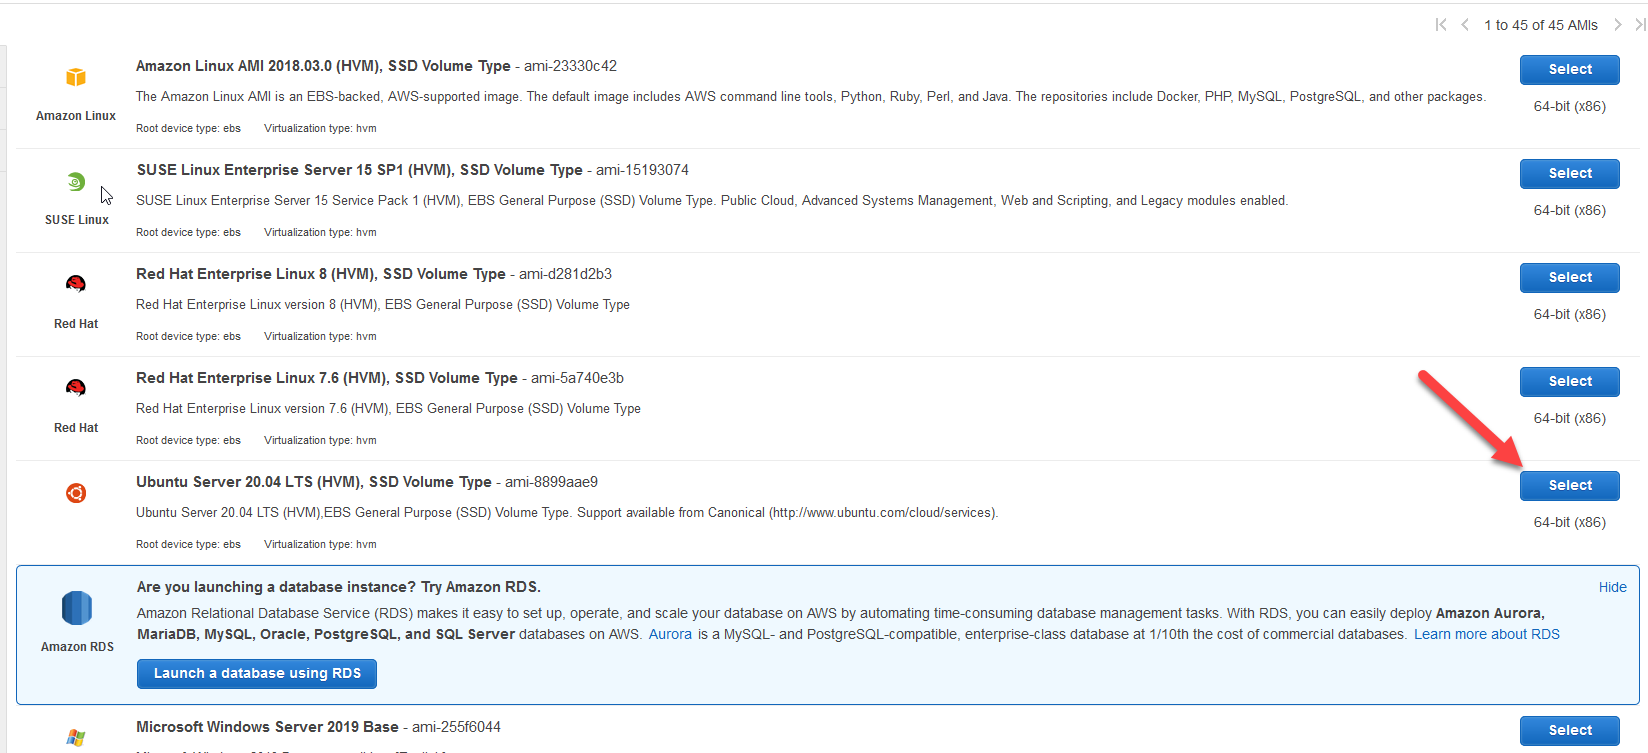 1 to 45 of 45 AMIs
Amazon Linux AMI 2018.03.0 (HVM), SSD Volume Type - ami-23330c42
Select
The Amazon Linux AMI is an EBS-backed, AWS-supported image. The default image includes AWS command line tools, Python, Ruby, Perl, and Java. The repositories include Docker, PHP, MySQL, PostgreSQL, and other packages.
64-bit (x86)
Amazon Linux
Root device type: ebs Virtualization type: hvm
SUSE Linux Enterprise Server 15 SP1 (HVM), SSD Volume Type - ami-15193074
Select
SUSE Linux Enterprise Server 15 Service Pack 1 (HVM), EBS General Purpose (SSD) Volume Type. Public Cloud, Advanced Systems Management, Web and Scripting, and Legacy modules enabled.
64-bit (x86)
SUSE Linux
Root device type: ebs Virtualization type: hvm
Red Hat Enterprise Linux 8 (HVM), SSD Volume Type - ami-d281d2b3
Select
Red Hat Enterprise Linux version 8 (HVM), EBS General Purpose (SSD) Volume Type
64-bit (x86)
Red Hat
Root device type: ebs Virtualization type: hvm
Red Hat Enterprise Linux 7.6 (HVM), SSD Volume Type - ami-5a740e3b
Select
Red Hat Enterprise Linux version 7.6 (HVM), EBS General Purpose (SSD) Volume Type
64-bit (x86)
Red Hat
Root device type: ebs Virtualization type: hvm
Ubuntu Server 20.04 LTS (HVM), SSD Volume Type - ami-8899aae9
Select
Ubuntu Server 20.04 LTS (HVM),EBS General Purpose (SSD) Volume Type. Support available from Canonical (http://www.ubuntu.com/cloud/services).
64-bit (x86)
Root device type: ebs Virtualization type: hvm
Are you launching a database instance? Try Amazon RDS.
Hide
Amazon Relational Database Service (RDS) makes it easy to set up, operate, and scale your database on AWS by automating time-consuming database management tasks. With RDS, you can easily deploy Amazon Aurora,
MariaDB, MySQL, Oracle, PostgreSQL, and SQL Server databases on AWS. Aurora is a MySQL- and PostgreSQL-compatible, enterprise-class database at 1/10th the cost of commercial databases. Learn more about RDS
Amazon RDS
Launch a database using RDS
Microsoft Windows Server 2019 Base - ami-255f6044
Select